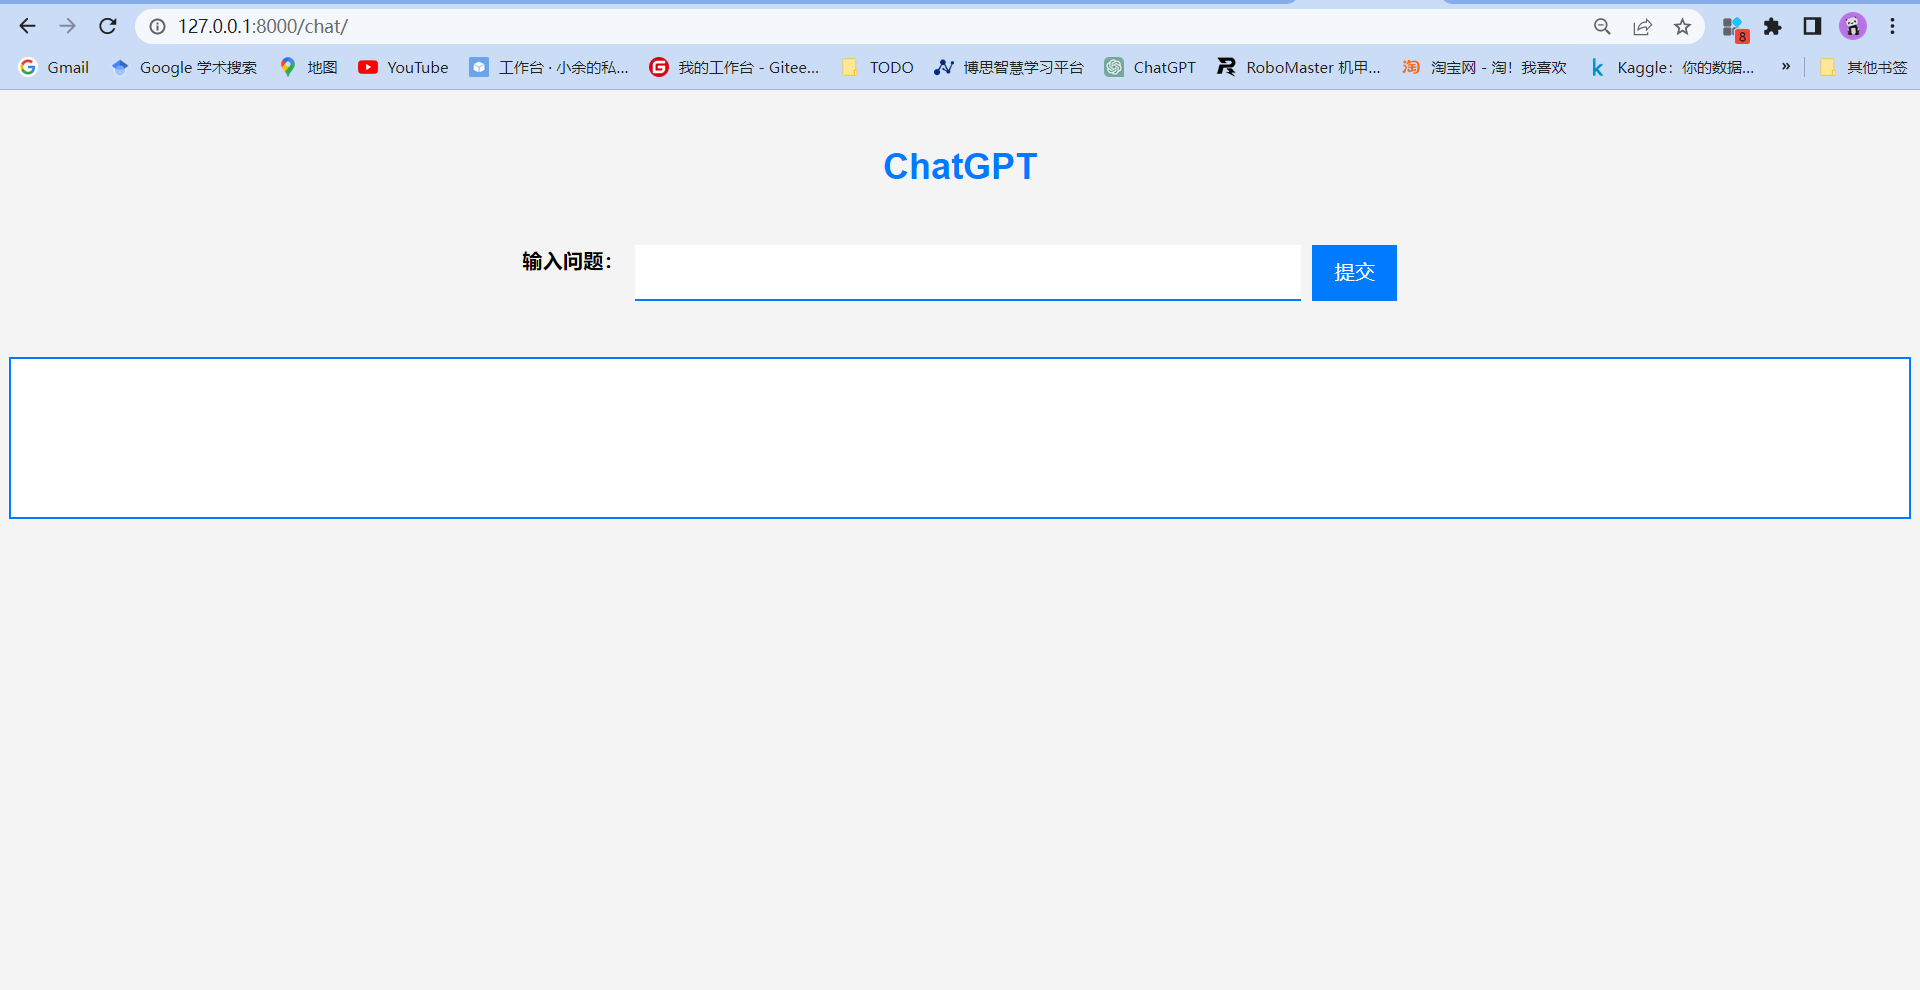 127.0.0.1:8000/chat/
8
Gmail Google 学术搜索 地图 YouTube 工作台 · 小余的私... 我的工作台 - Gitee... TODO 博思智慧学习平台 ChatGPT RoboMaster 机甲... 淘宝网 - 淘！我喜欢 Kaggle：你的数据... » 其他书签
ChatGPT
输入问题： 提交